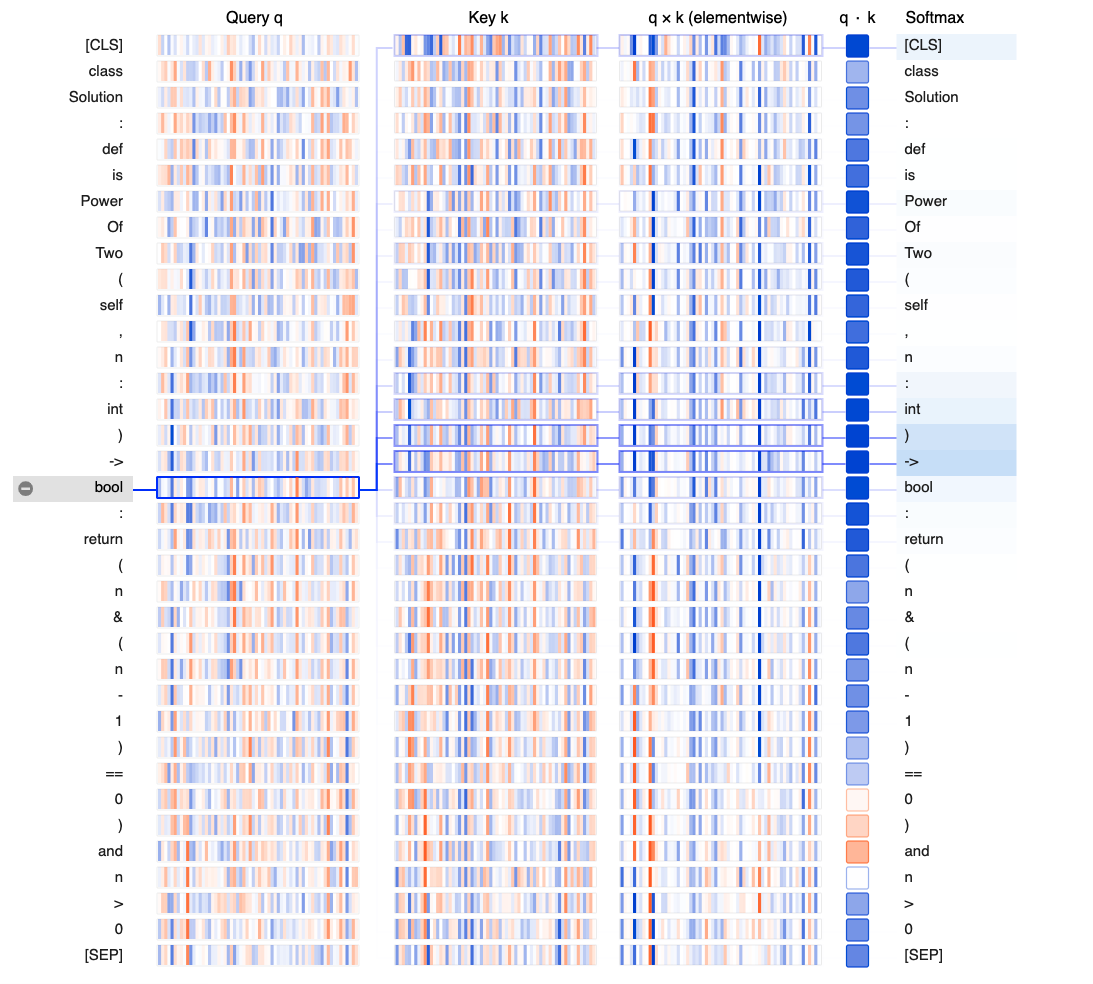 Query q Key k q × k (elementwise) q · k Softmax
[CLS] [CLS]
class class
Solution Solution
: :
def def
is is
Power Power
Of Of
Two Two
( (
self self
, ,
n n
: :
int int
) )
-> ->
bool bool
: :
return return
( (
n n
& &
( (
n n
- -
1 1
) )
== ==
0 0
) )
and and
n n
> >
0 0
[SEP] [SEP]